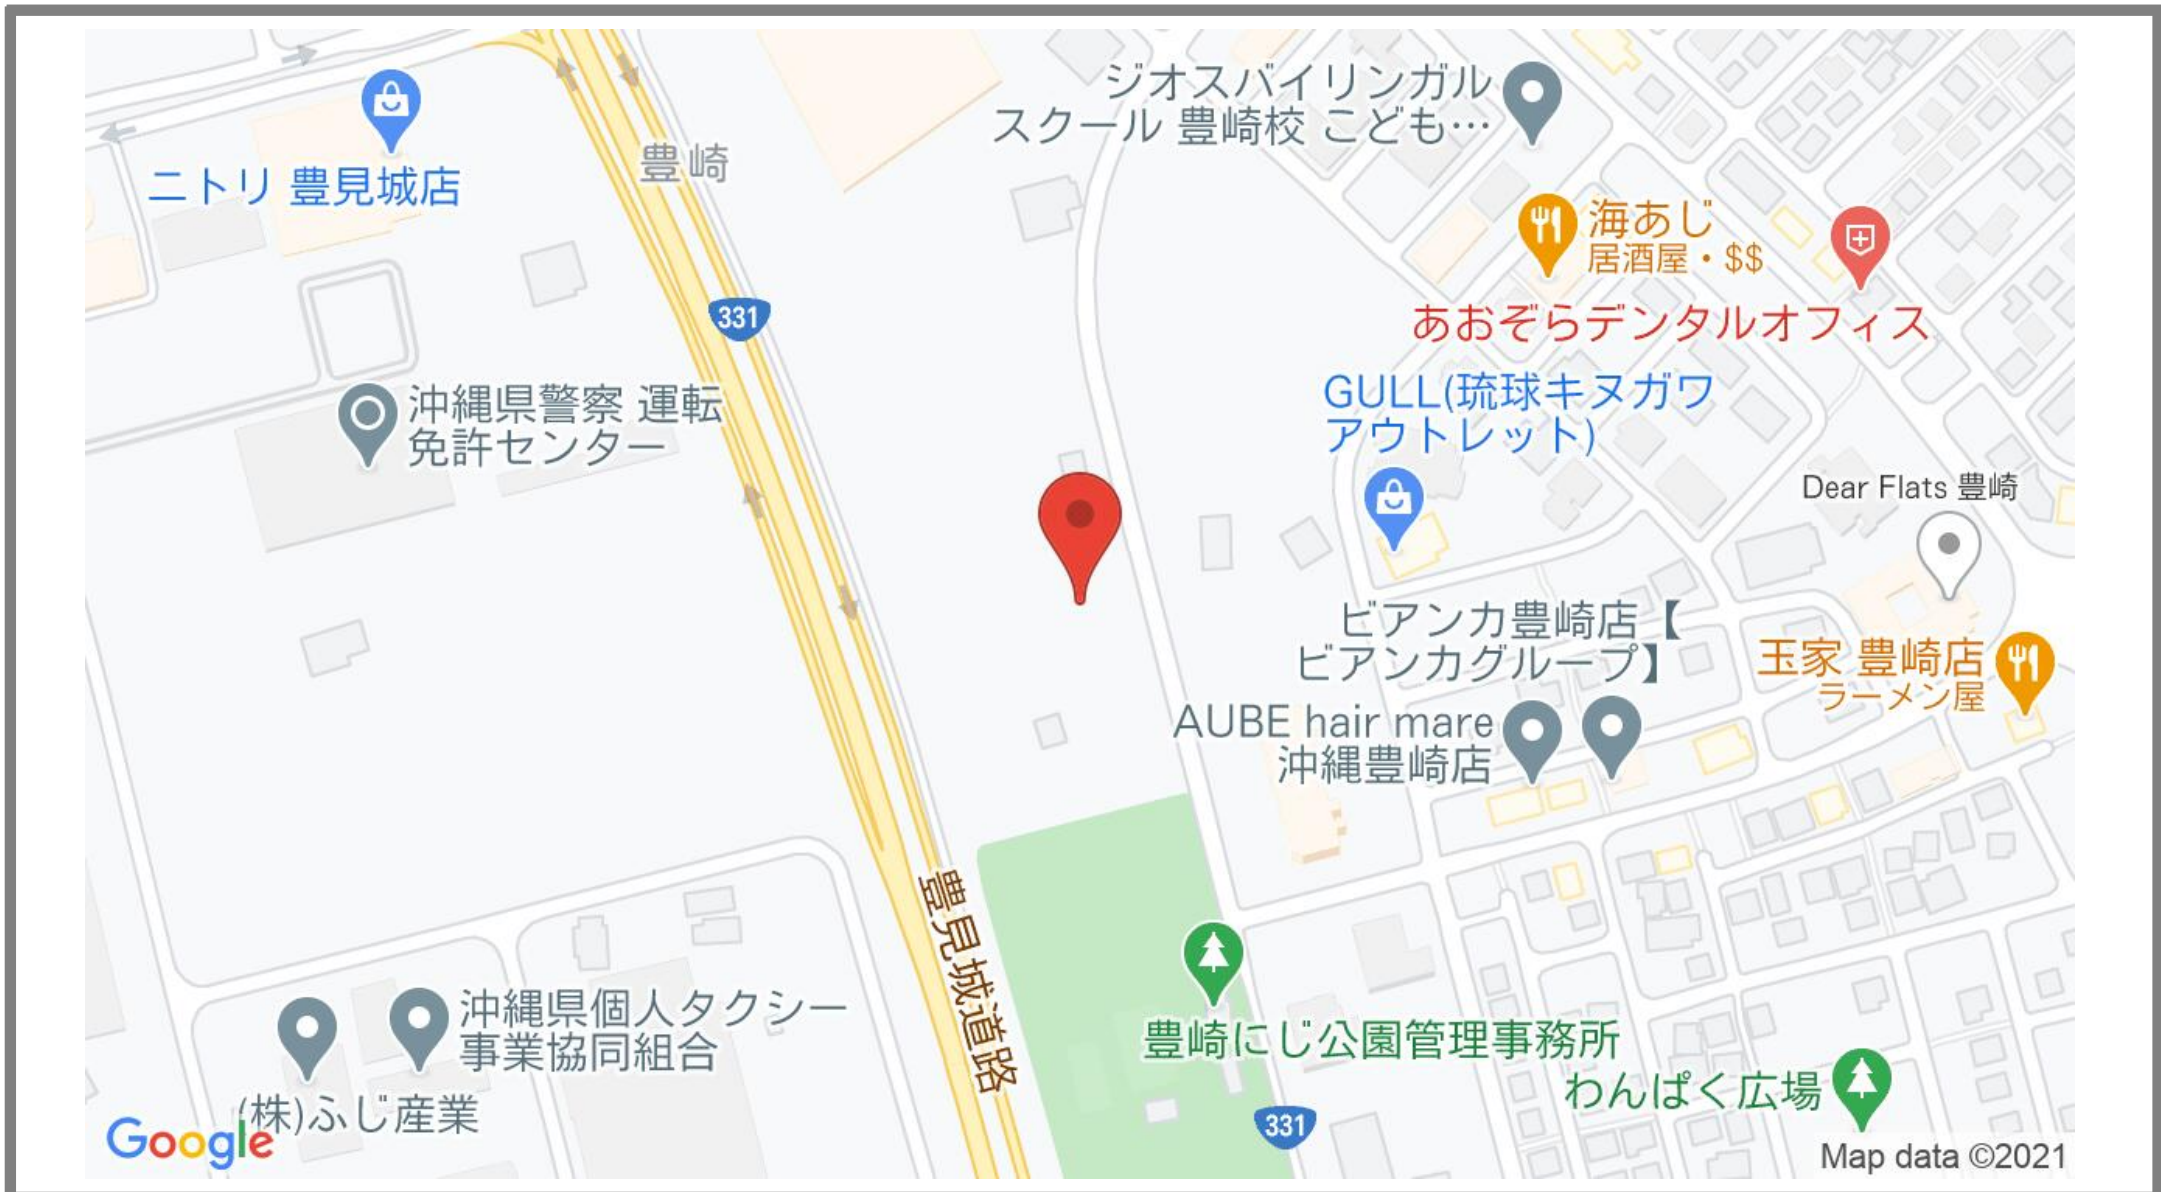 ジオスバイリンガル
スクール 豊崎校 こども…
豊崎
ニトリ 豊見城店
海あじ
居酒屋・$$
あおぞらデンタルオフィス
331
GULL(琉球キヌガワ
アウトレット)
沖縄県警察 運転
免許センター
Dear Flats 豊崎
ビアンカ豊崎店【
ビアンカグループ】
玉家 豊崎店
ラーメン屋
AUBE hair mare
沖縄豊崎店
豊見城道路
沖縄県個人タクシー
事業協同組合
豊崎にじ公園管理事務所
わんぱく広場
(株)ふじ産業
331
Google
Map data ©2021